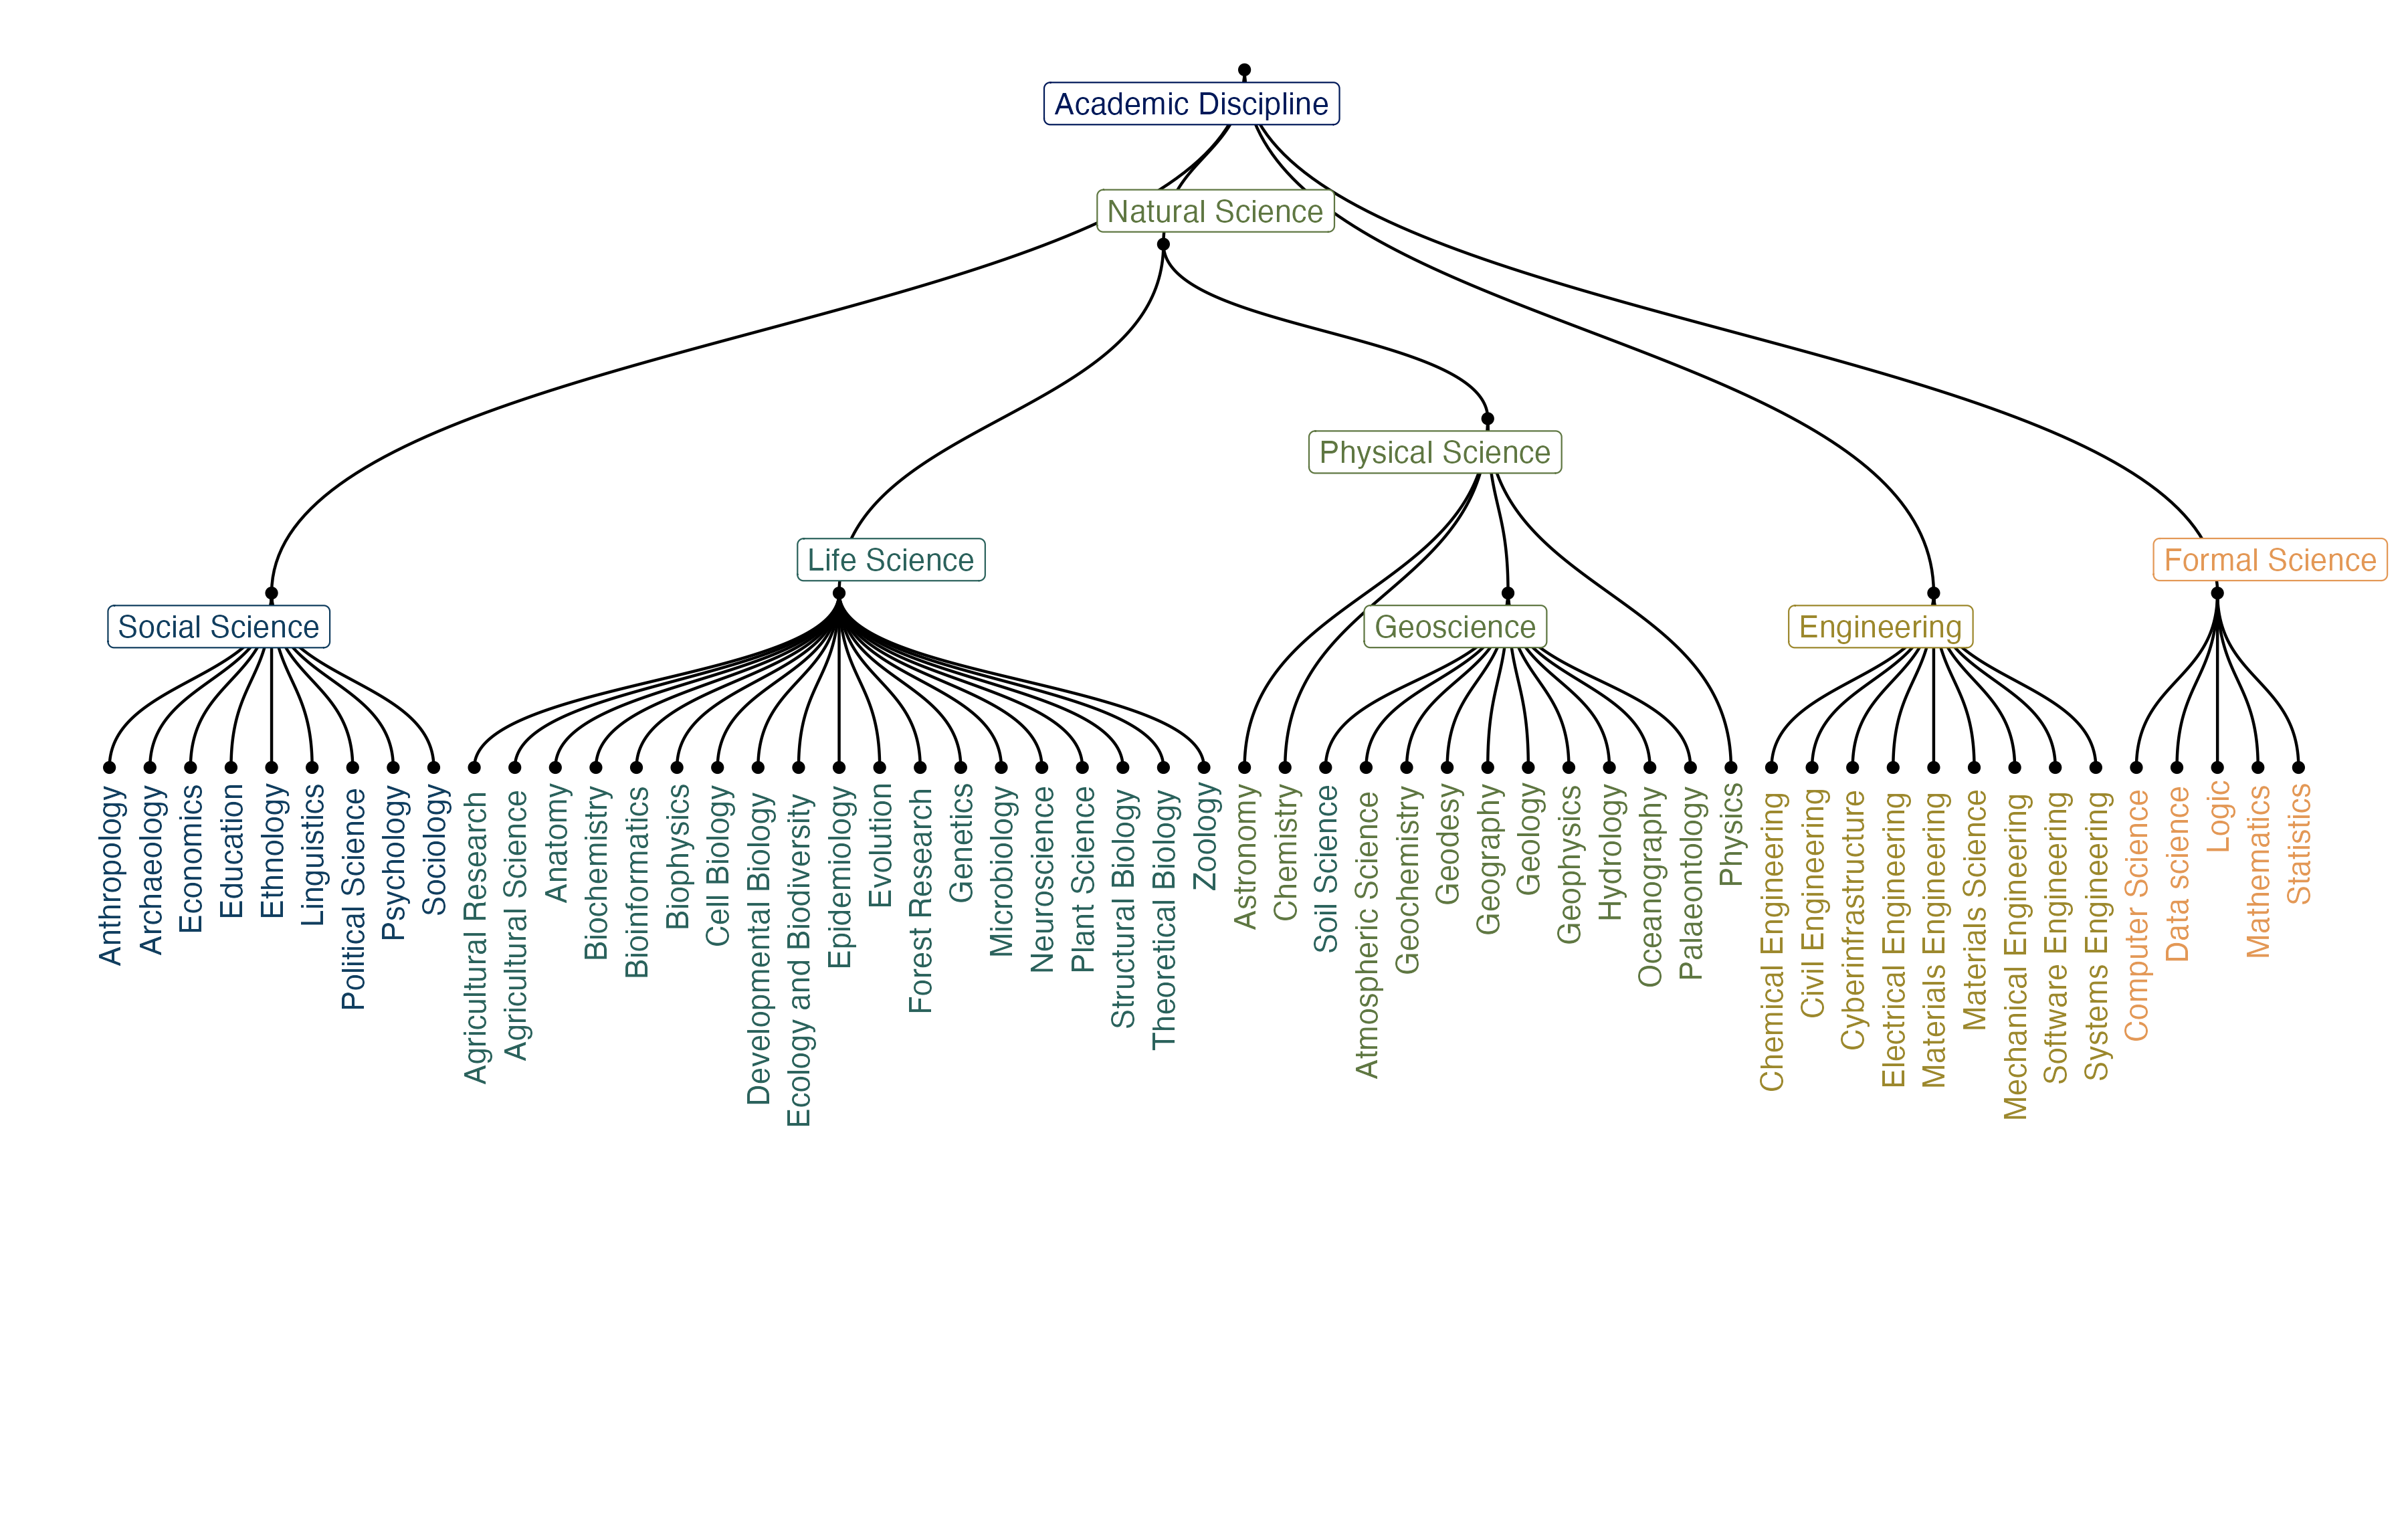 Academic Discipline
Natural Science
Physical Science
Life Science
Formal Science
Social Science
Geoscience
Engineering
Anthropology
Archaeology
Economics
Education
Ethnology
Linguistics
Political Science
Psychology
Sociology
Agricultural Research
Agricultural Science
Anatomy
Biochemistry
Bioinformatics
Biophysics
Cell Biology
Developmental Biology
Ecology and Biodiversity
Epidemiology
Evolution
Forest Research
Genetics
Microbiology
Neuroscience
Plant Science
Structural Biology
Theoretical Biology
Zoology
Astronomy
Chemistry
Soil Science
Atmospheric Science
Geochemistry
Geodesy
Geography
Geology
Geophysics
Hydrology
Oceanography
Palaeontology
Physics
Chemical Engineering
Civil Engineering
Cyberinfrastructure
Electrical Engineering
Materials Engineering
Materials Science
Mechanical Engineering
Software Engineering
Systems Engineering
Computer Science
Data science
Logic
Mathematics
Statistics